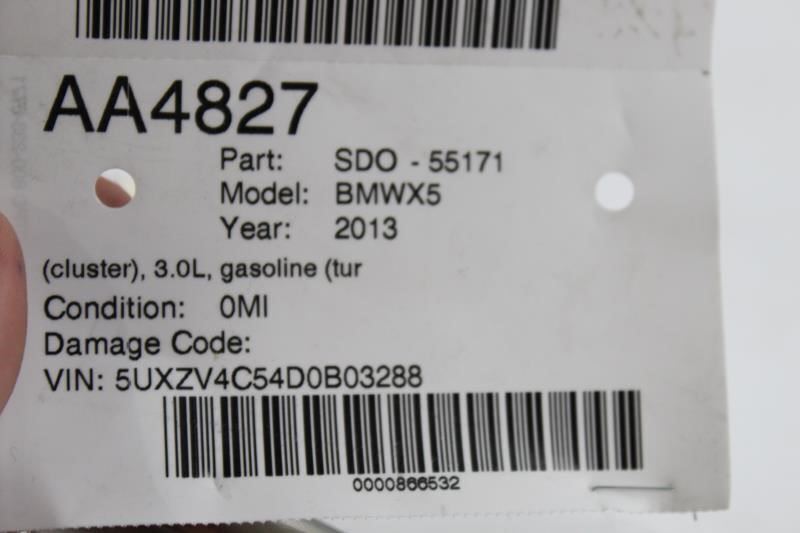 AA4827
Part: SDO - 55171
Model: BMWX5
Year: 2013
(cluster), 3.0L, gasoline (tur
Condition: 0MI
Damage Code:
VIN: 5UXZV4C54D0B03288
0000866532